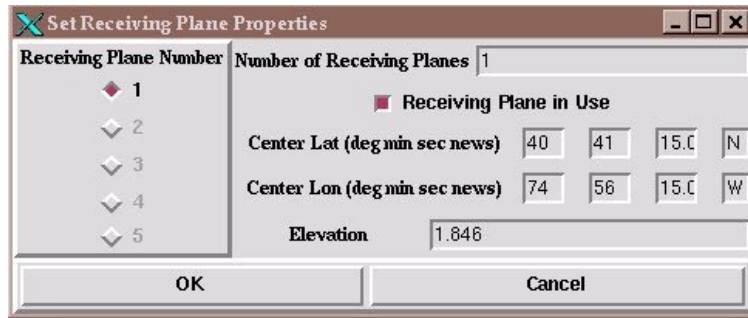 Set Receiving Plane Properties
Receiving Plane Number
1
2
3
4
5
Number of Receiving Planes 1
Receiving Plane in Use
Center Lat (deg min sec news) 40 41 15.0 N
Center Lon (deg min sec news) 74 56 15.0 W
Elevation 1.846
OK Cancel